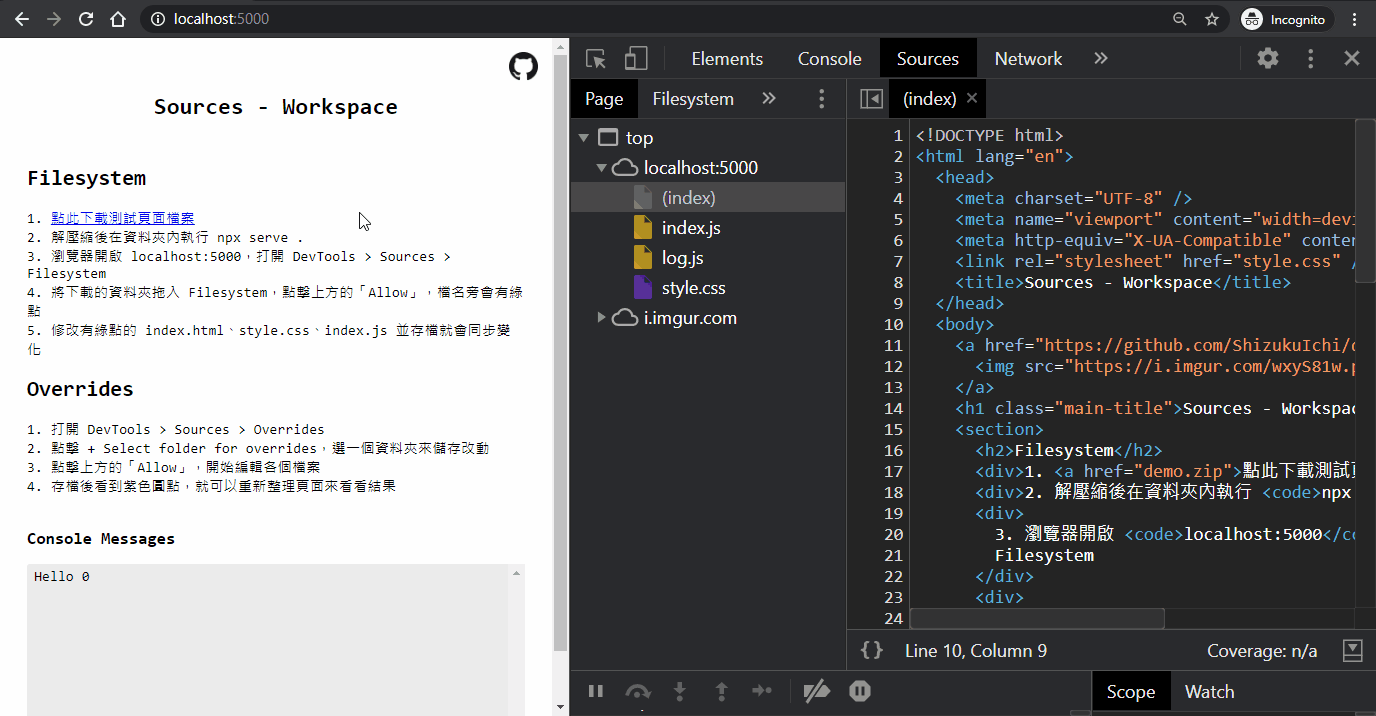 localhost:5000
Incognito
Sources - Workspace
Filesystem
1. 點此下載測試頁面檔案
2. 解壓縮後在資料夾內執行 npx serve .
3. 瀏覽器開啟 localhost:5000，打開 DevTools > Sources >
Filesystem
4. 將下載的資料夾拖入 Filesystem，點擊上方的「Allow」，檔名旁會有綠
點
5. 修改有綠點的 index.html、style.css、index.js 並存檔就會同步變
化
Overrides
1. 打開 DevTools > Sources > Overrides
2. 點擊 + Select folder for overrides，選一個資料夾來儲存改動
3. 點擊上方的「Allow」，開始編輯各個檔案
4. 存檔後看到紫色圓點，就可以重新整理頁面來看看結果
Console Messages
Hello 0
Elements Console Sources Network
Page Filesystem
top
localhost:5000
(index)
index.js
log.js
style.css
i.imgur.com
(index)
1 <!DOCTYPE html>
2 <html lang="en">
3 <head>
4 <meta charset="UTF-8" />
5 <meta name="viewport" content="width=devi
6 <meta http-equiv="X-UA-Compatible" conten
7 <link rel="stylesheet" href="style.css" /
8 <title>Sources - Workspace</title>
9 </head>
10 <body>
11 <a href="https://github.com/ShizukuIchi/
12 <img src="https://i.imgur.com/wxyS81w.p
13 </a>
14 <h1 class="main-title">Sources - Workspac
15 <section>
16 <h2>Filesystem</h2>
17 <div>1. <a href="demo.zip">點此下載測試頁
18 <div>2. 解壓縮後在資料夾內執行 <code>npx
19 <div>
20 3. 瀏覽器開啟 <code>localhost:5000</co
21 Filesystem
22 </div>
23 <div>
24
{} Line 10, Column 9
Coverage: n/a
Scope Watch